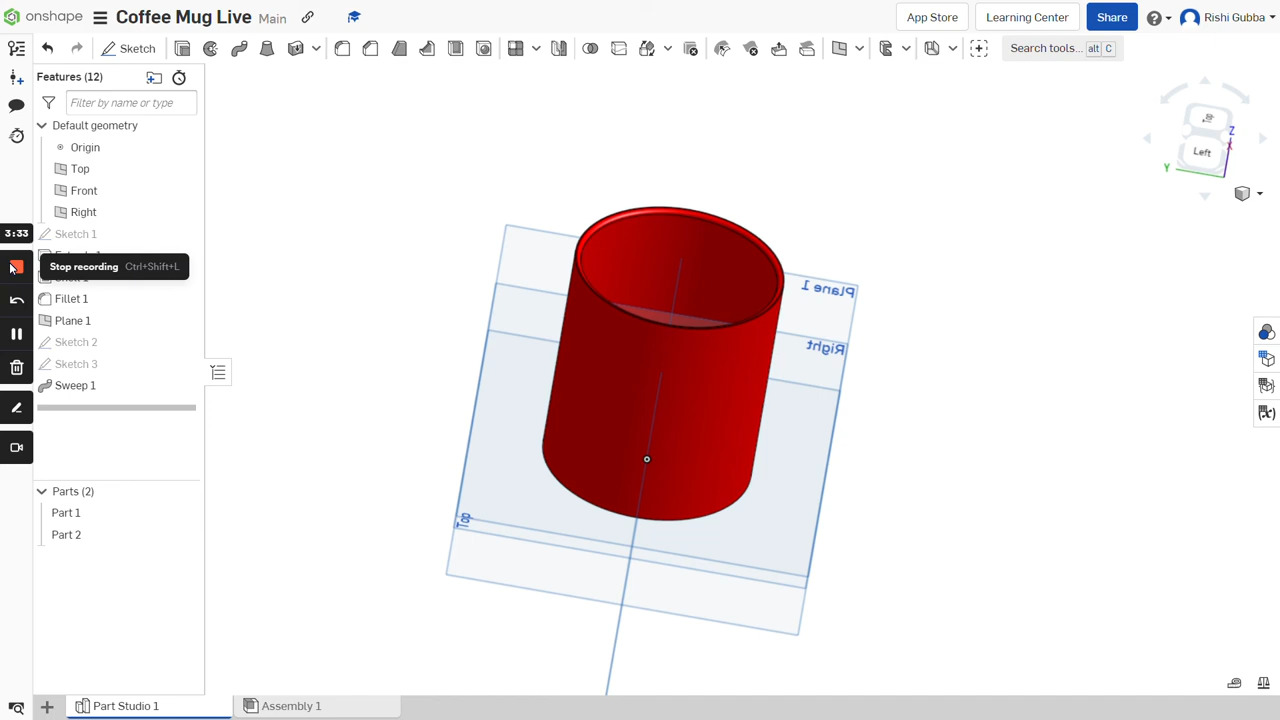 onshape
Coffee Mug Live
Main
App Store
Learning Center
Share
Rishi Gubba
Sketch
Search tools...
alt
C
Features (12)
Filter by name or type
Default geometry
Origin
Top
Front
Right
Sketch 1
3:33
Stop recording
Ctrl+Shift+L
Fillet 1
Plane 1
Sketch 2
Sketch 3
Sweep 1
Parts (2)
Part 1
Part 2
Plane 1
Right
Top
Left
Z
X
Y
Part Studio 1
Assembly 1